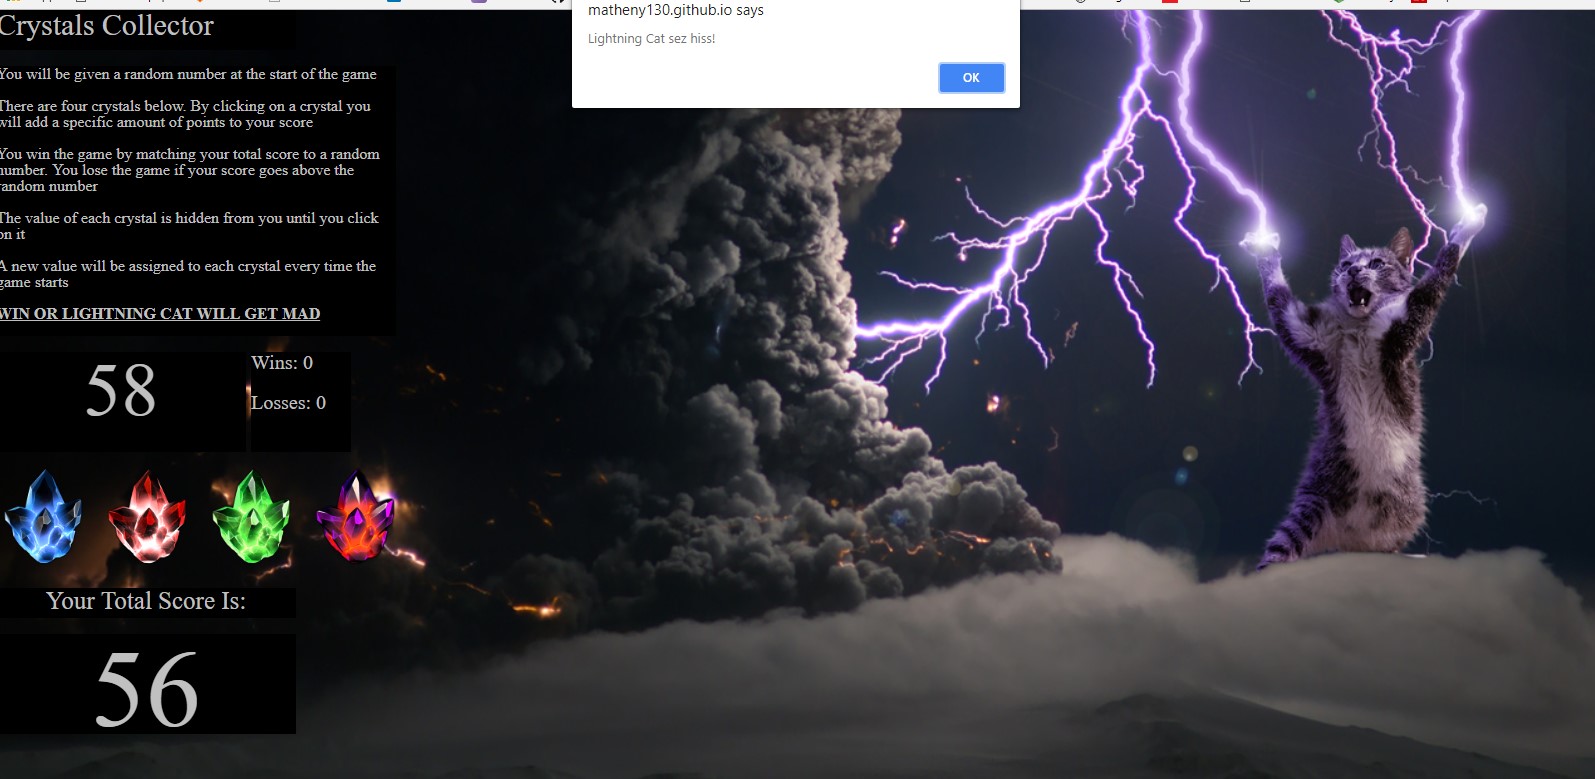 matheny130.github.io says
Lightning Cat sez hiss!
OK
Crystals Collector
You will be given a random number at the start of the game
There are four crystals below. By clicking on a crystal you
will add a specific amount of points to your score
You win the game by matching your total score to a random
number. You lose the game if your score goes above the
random number
The value of each crystal is hidden from you until you click
on it
A new value will be assigned to each crystal every time the
game starts
WIN OR LIGHTNING CAT WILL GET MAD
58
Wins: 0
Losses: 0
Your Total Score Is:
56